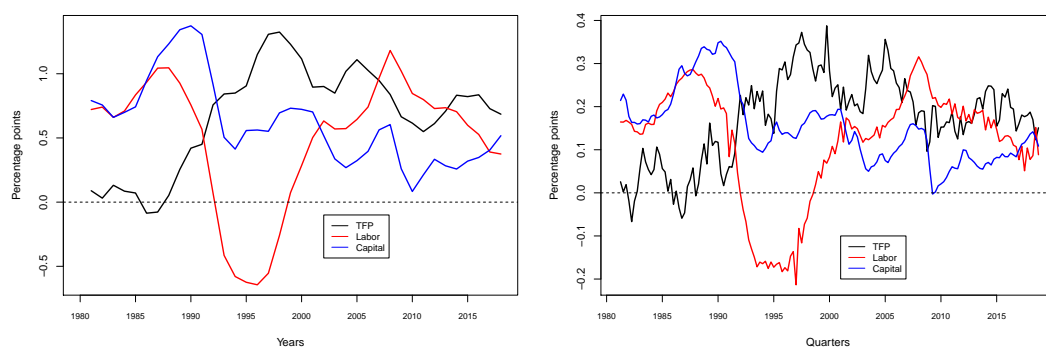 Percentage points
1.0
0.5
0.0
−0.5
TFP
Labor
Capital
1980 1985 1990 1995 2000 2005 2010 2015
Years
Percentage points
0.4
0.3
0.2
0.1
0.0
−0.1
−0.2
TFP
Labor
Capital
1980 1985 1990 1995 2000 2005 2010 2015
Quarters